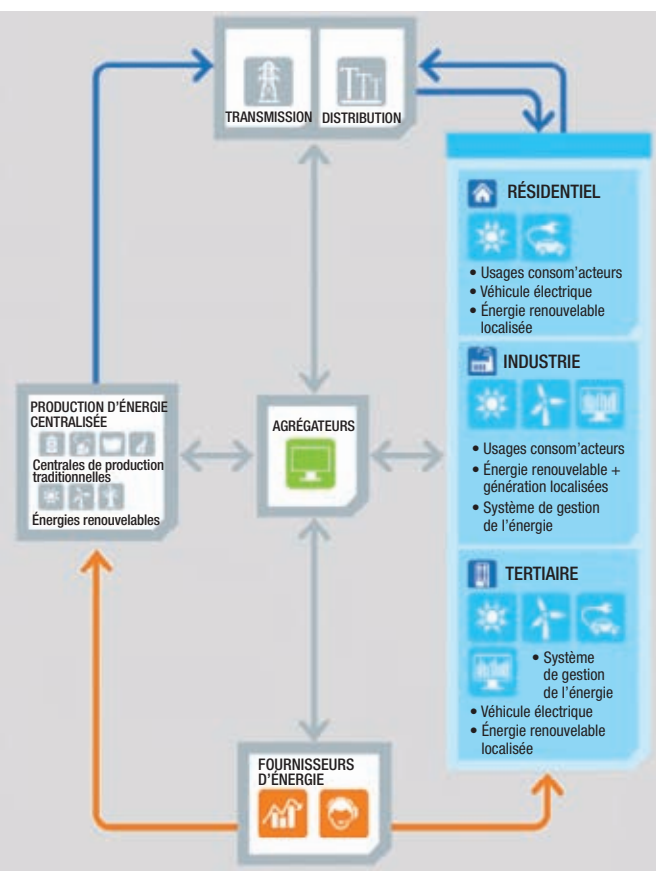 TRANSMISSION
DISTRIBUTION
RÉSIDENTIEL
• Usages consom'acteurs
• Véhicule électrique
• Énergie renouvelable
localisée
INDUSTRIE
• Usages consom'acteurs
• Énergie renouvelable +
génération localisées
• Système de gestion
de l'énergie
TERTIAIRE
• Système
de gestion
de l'énergie
• Véhicule électrique
• Énergie renouvelable
localisée
PRODUCTION D'ÉNERGIE
CENTRALISÉE
Centrales de production
traditionnelles
Énergies renouvelables
AGRÉGATEURS
FOURNISSEURS
D'ÉNERGIE